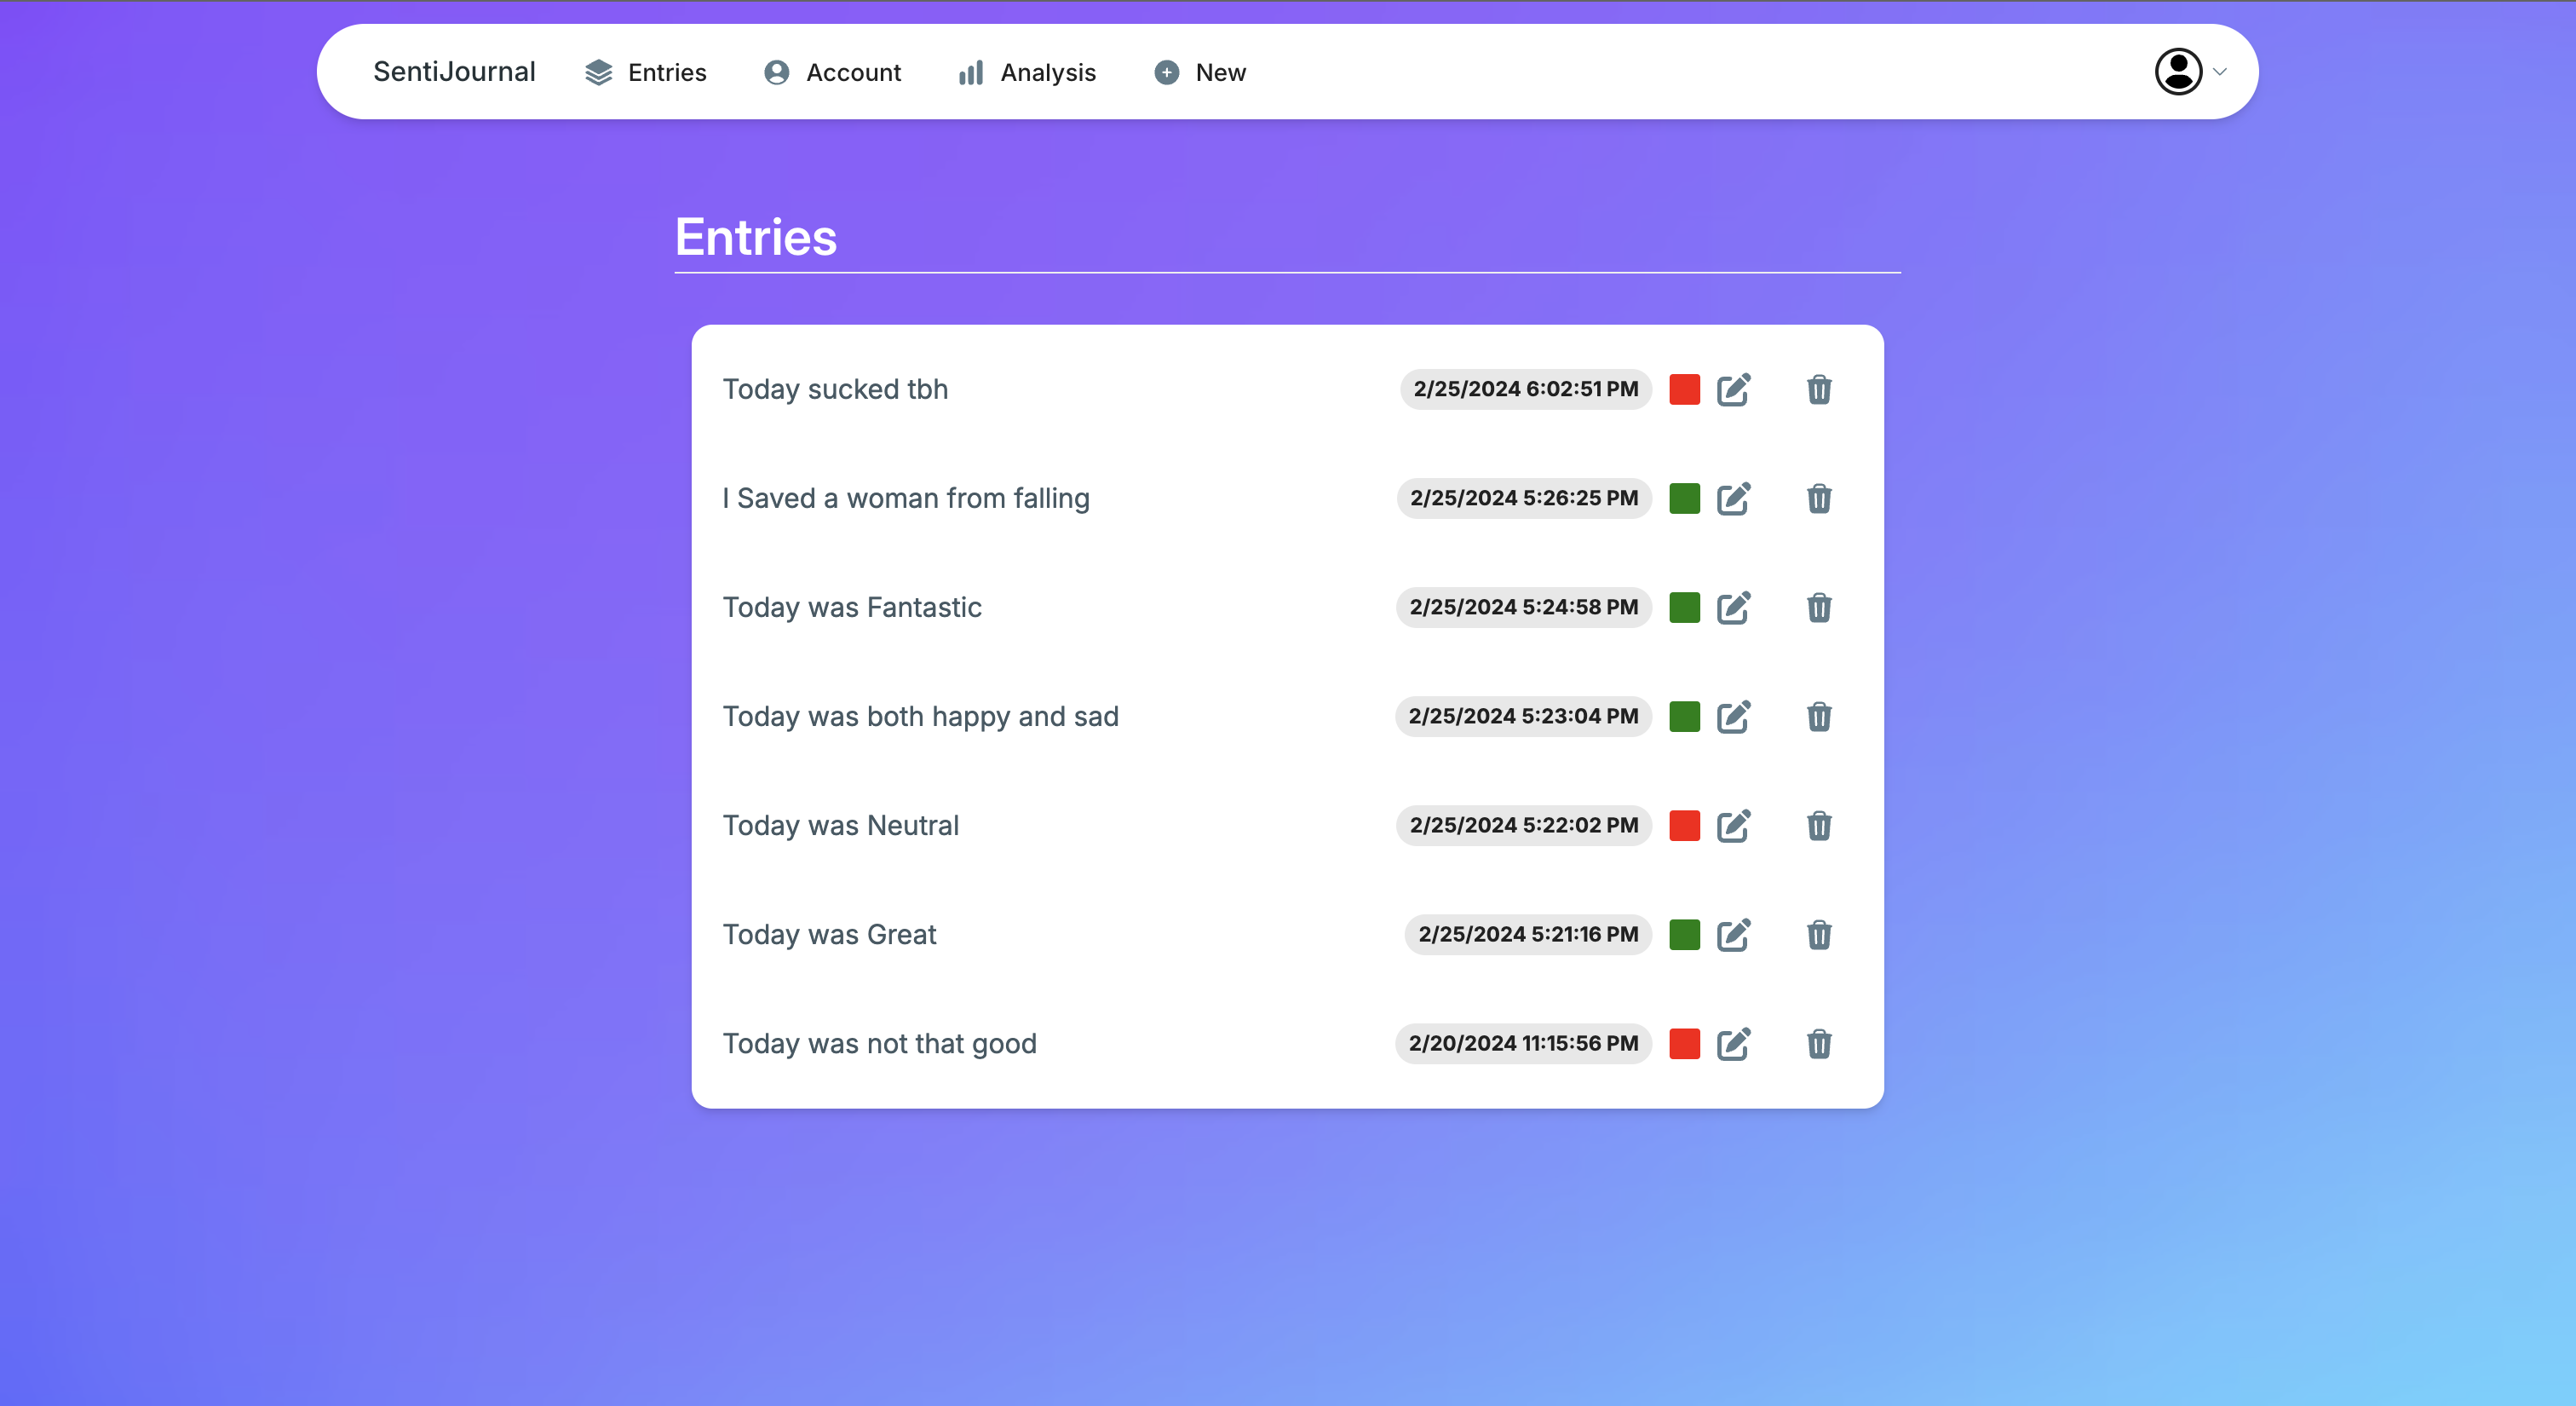 SentiJournal Entries Account Analysis New
Entries
Today sucked tbh 2/25/2024 6:02:51 PM
I Saved a woman from falling 2/25/2024 5:26:25 PM
Today was Fantastic 2/25/2024 5:24:58 PM
Today was both happy and sad 2/25/2024 5:23:04 PM
Today was Neutral 2/25/2024 5:22:02 PM
Today was Great 2/25/2024 5:21:16 PM
Today was not that good 2/20/2024 11:15:56 PM